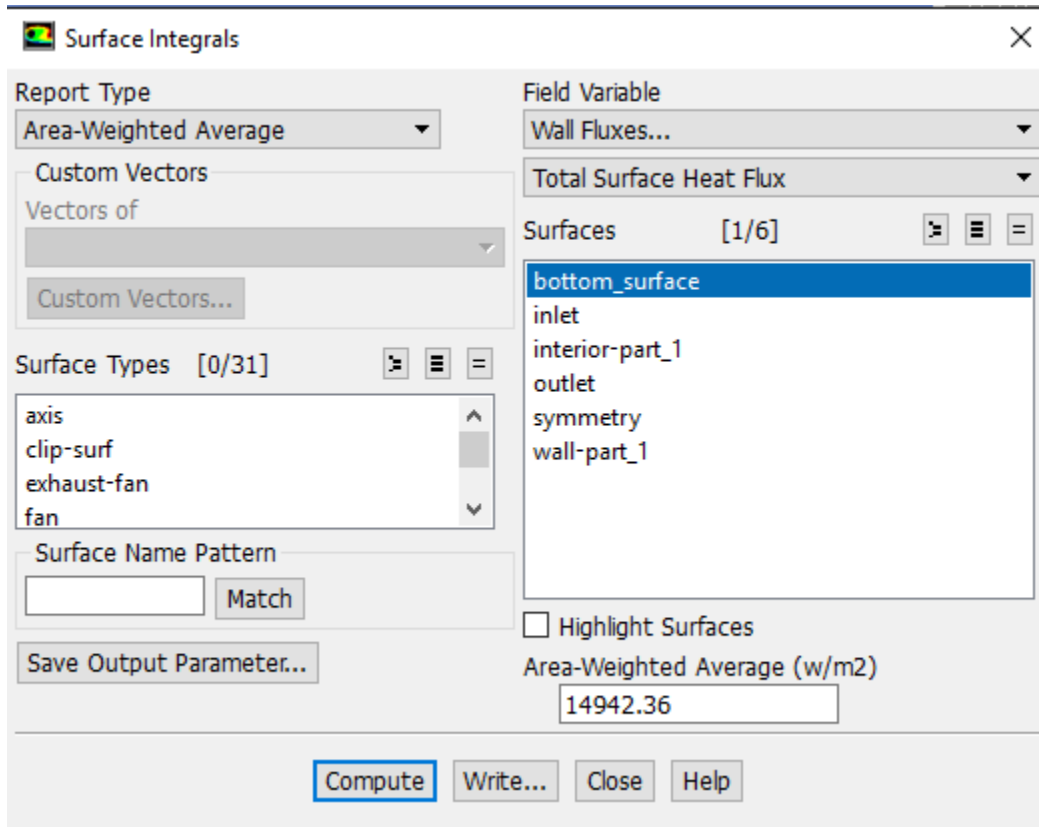 Surface Integrals
Report Type
Area-Weighted Average
Custom Vectors
Vectors of
Custom Vectors...
Surface Types [0/31]
axis
clip-surf
exhaust-fan
fan
Surface Name Pattern
Match
Save Output Parameter...
Field Variable
Wall Fluxes...
Total Surface Heat Flux
Surfaces [1/6]
bottom_surface
inlet
interior-part_1
outlet
symmetry
wall-part_1
Highlight Surfaces
Area-Weighted Average (w/m2)
14942.36
Compute Write... Close Help